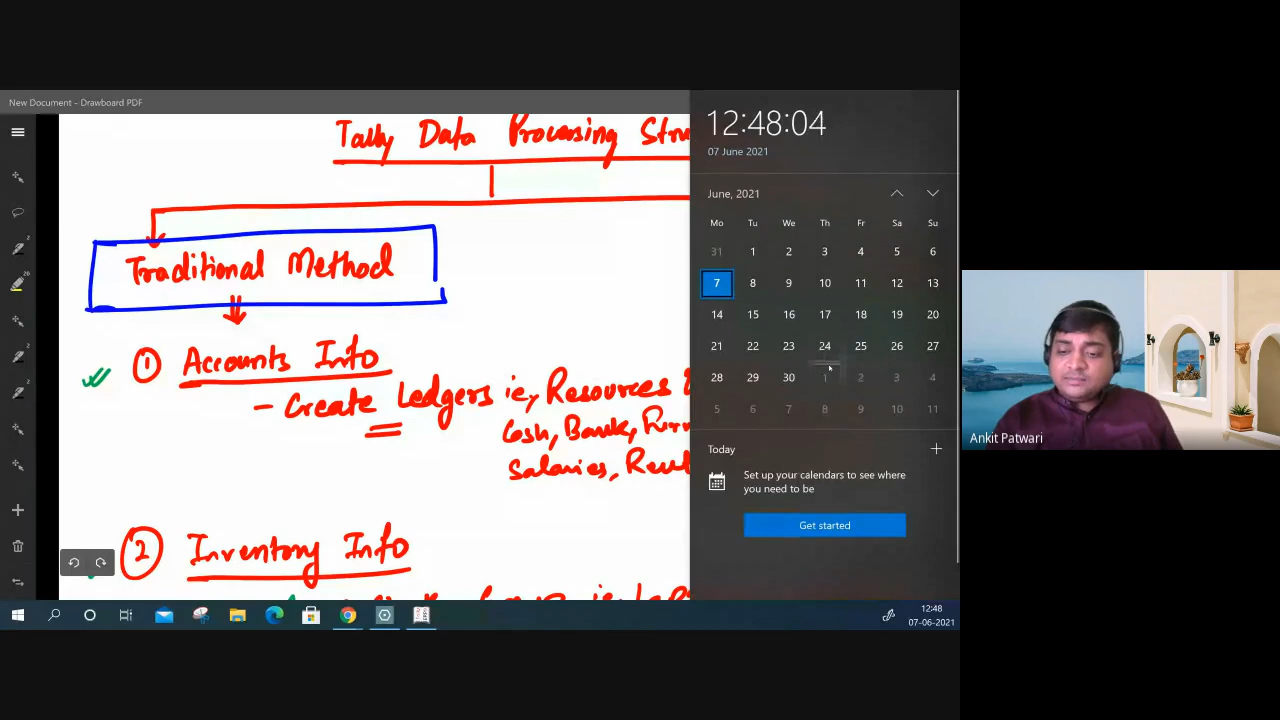 New Document - Drawboard PDF
Tally Data Processing
Traditional Method
① Accounts Info
- Create Ledgers ie, Resources
Cash, Bank,
Salaries,
② Inventory Info
12:48:04
07 June 2021
June, 2021
Mo Tu We Th Fr Sa Su
31 1 2 3 4 5 6
7 8 9 10 11 12 13
14 15 16 17 18 19 20
21 22 23 24 25 26 27
28 29 30 1 2 3 4
5 6 7 8 9 10 11
Today
Set up your calendars to see where
you need to be
Get started
12:48
07-06-2021
Ankit Patwari